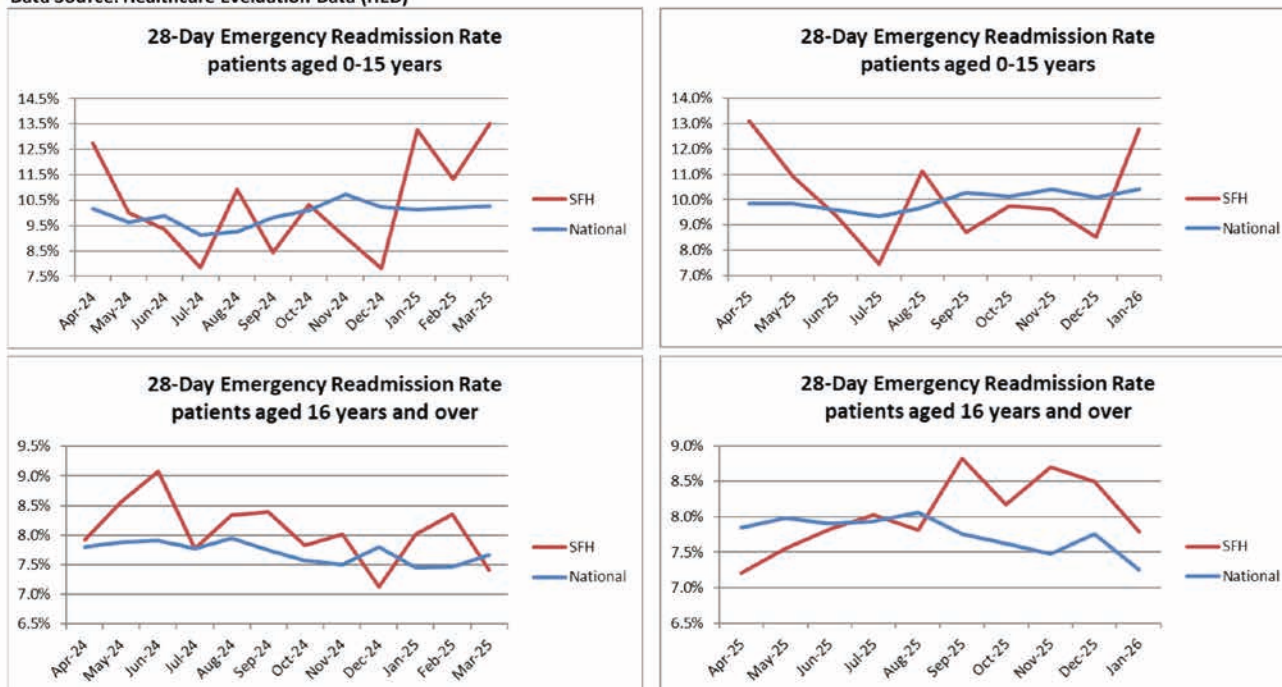 Data Source: Healthcare Evaluation Data (HED)
28-Day Emergency Readmission Rate
patients aged 0-15 years
14.5%
13.5%
12.5%
11.5%
10.5%
9.5%
8.5%
7.5%
Apr-24
May-24
Jun-24
Jul-24
Aug-24
Sep-24
Oct-24
Nov-24
Dec-24
Jan-25
Feb-25
Mar-25
SFH
National
28-Day Emergency Readmission Rate
patients aged 0-15 years
14.0%
13.0%
12.0%
11.0%
10.0%
9.0%
8.0%
7.0%
Apr-25
May-25
Jun-25
Jul-25
Aug-25
Sep-25
Oct-25
Nov-25
Dec-25
Jan-26
SFH
National
28-Day Emergency Readmission Rate
patients aged 16 years and over
9.5%
9.0%
8.5%
8.0%
7.5%
7.0%
6.5%
Apr-24
May-24
Jun-24
Jul-24
Aug-24
Sep-24
Oct-24
Nov-24
Dec-24
Jan-25
Feb-25
Mar-25
SFH
National
28-Day Emergency Readmission Rate
patients aged 16 years and over
9.0%
8.5%
8.0%
7.5%
7.0%
6.5%
Apr-25
May-25
Jun-25
Jul-25
Aug-25
Sep-25
Oct-25
Nov-25
Dec-25
Jan-26
SFH
National